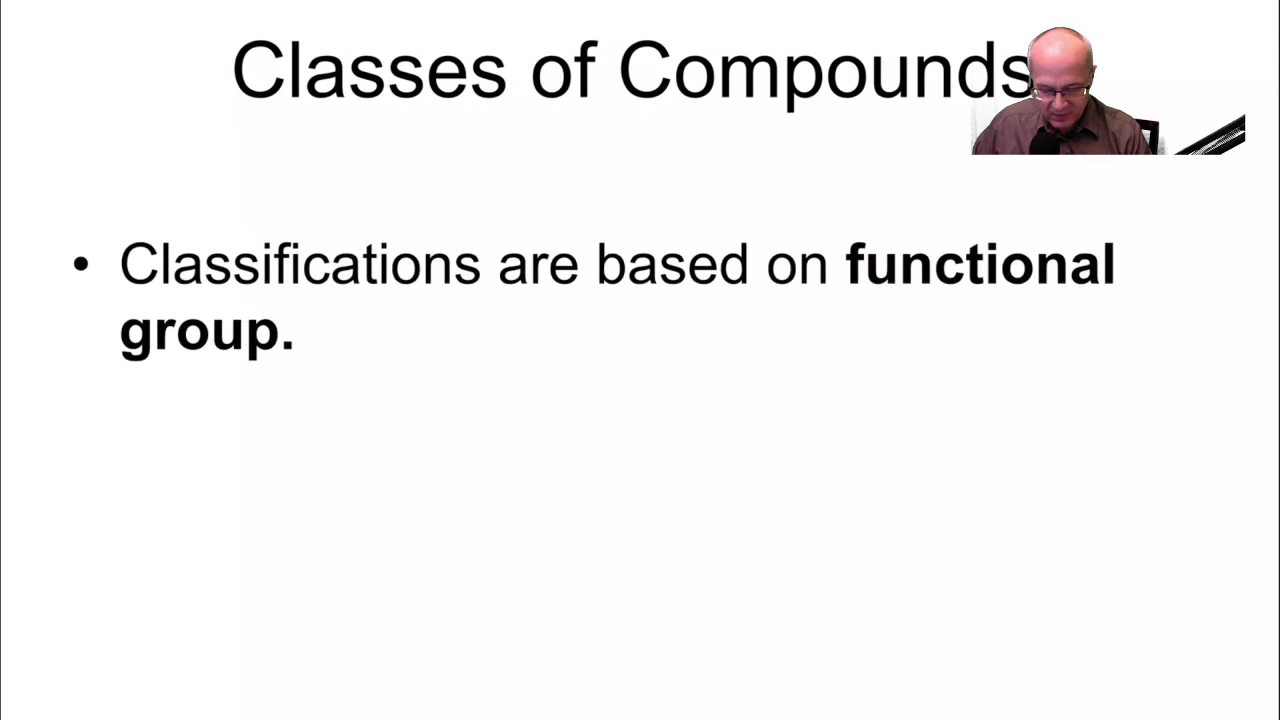 Classes of Compounds
• Classifications are based on functional
group.